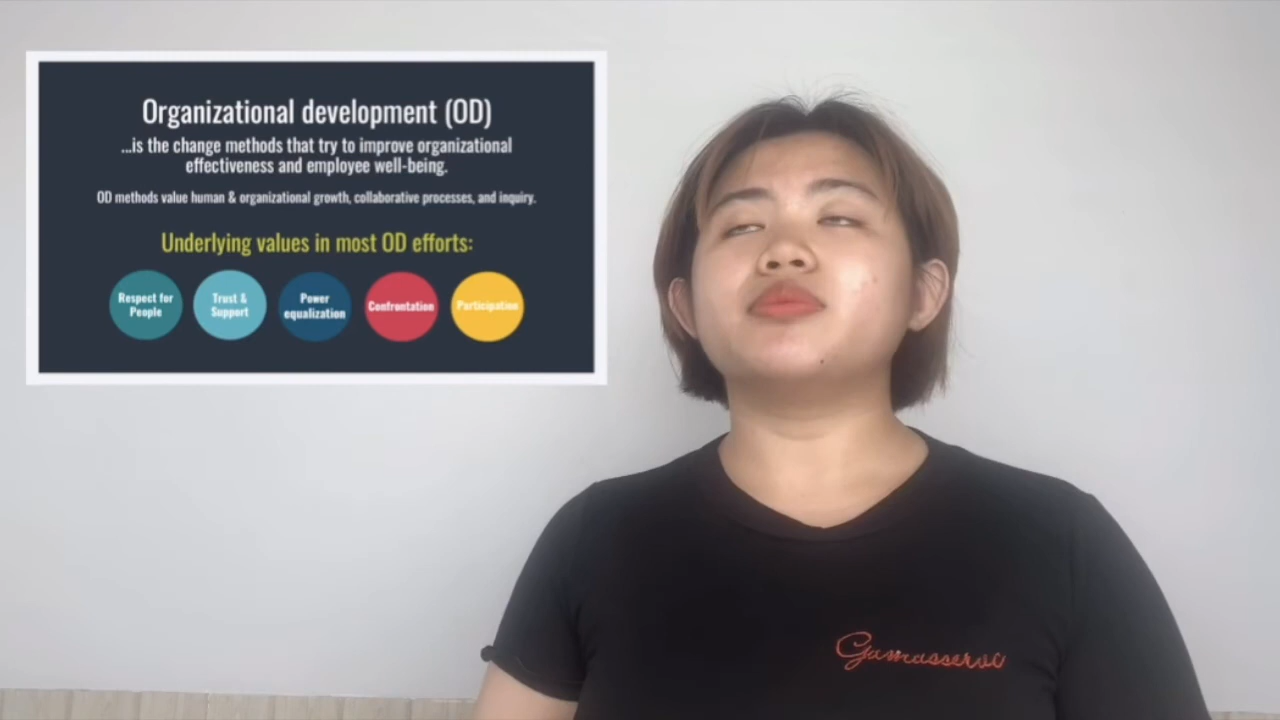 Organizational development (OD)
...is the change methods that try to improve organizational
effectiveness and employee well-being.
OD methods value human & organizational growth, collaborative processes, and inquiry.
Underlying values in most OD efforts:
Respect for
People
Trust &
Support
Power
equalization
Confrontation
Participation